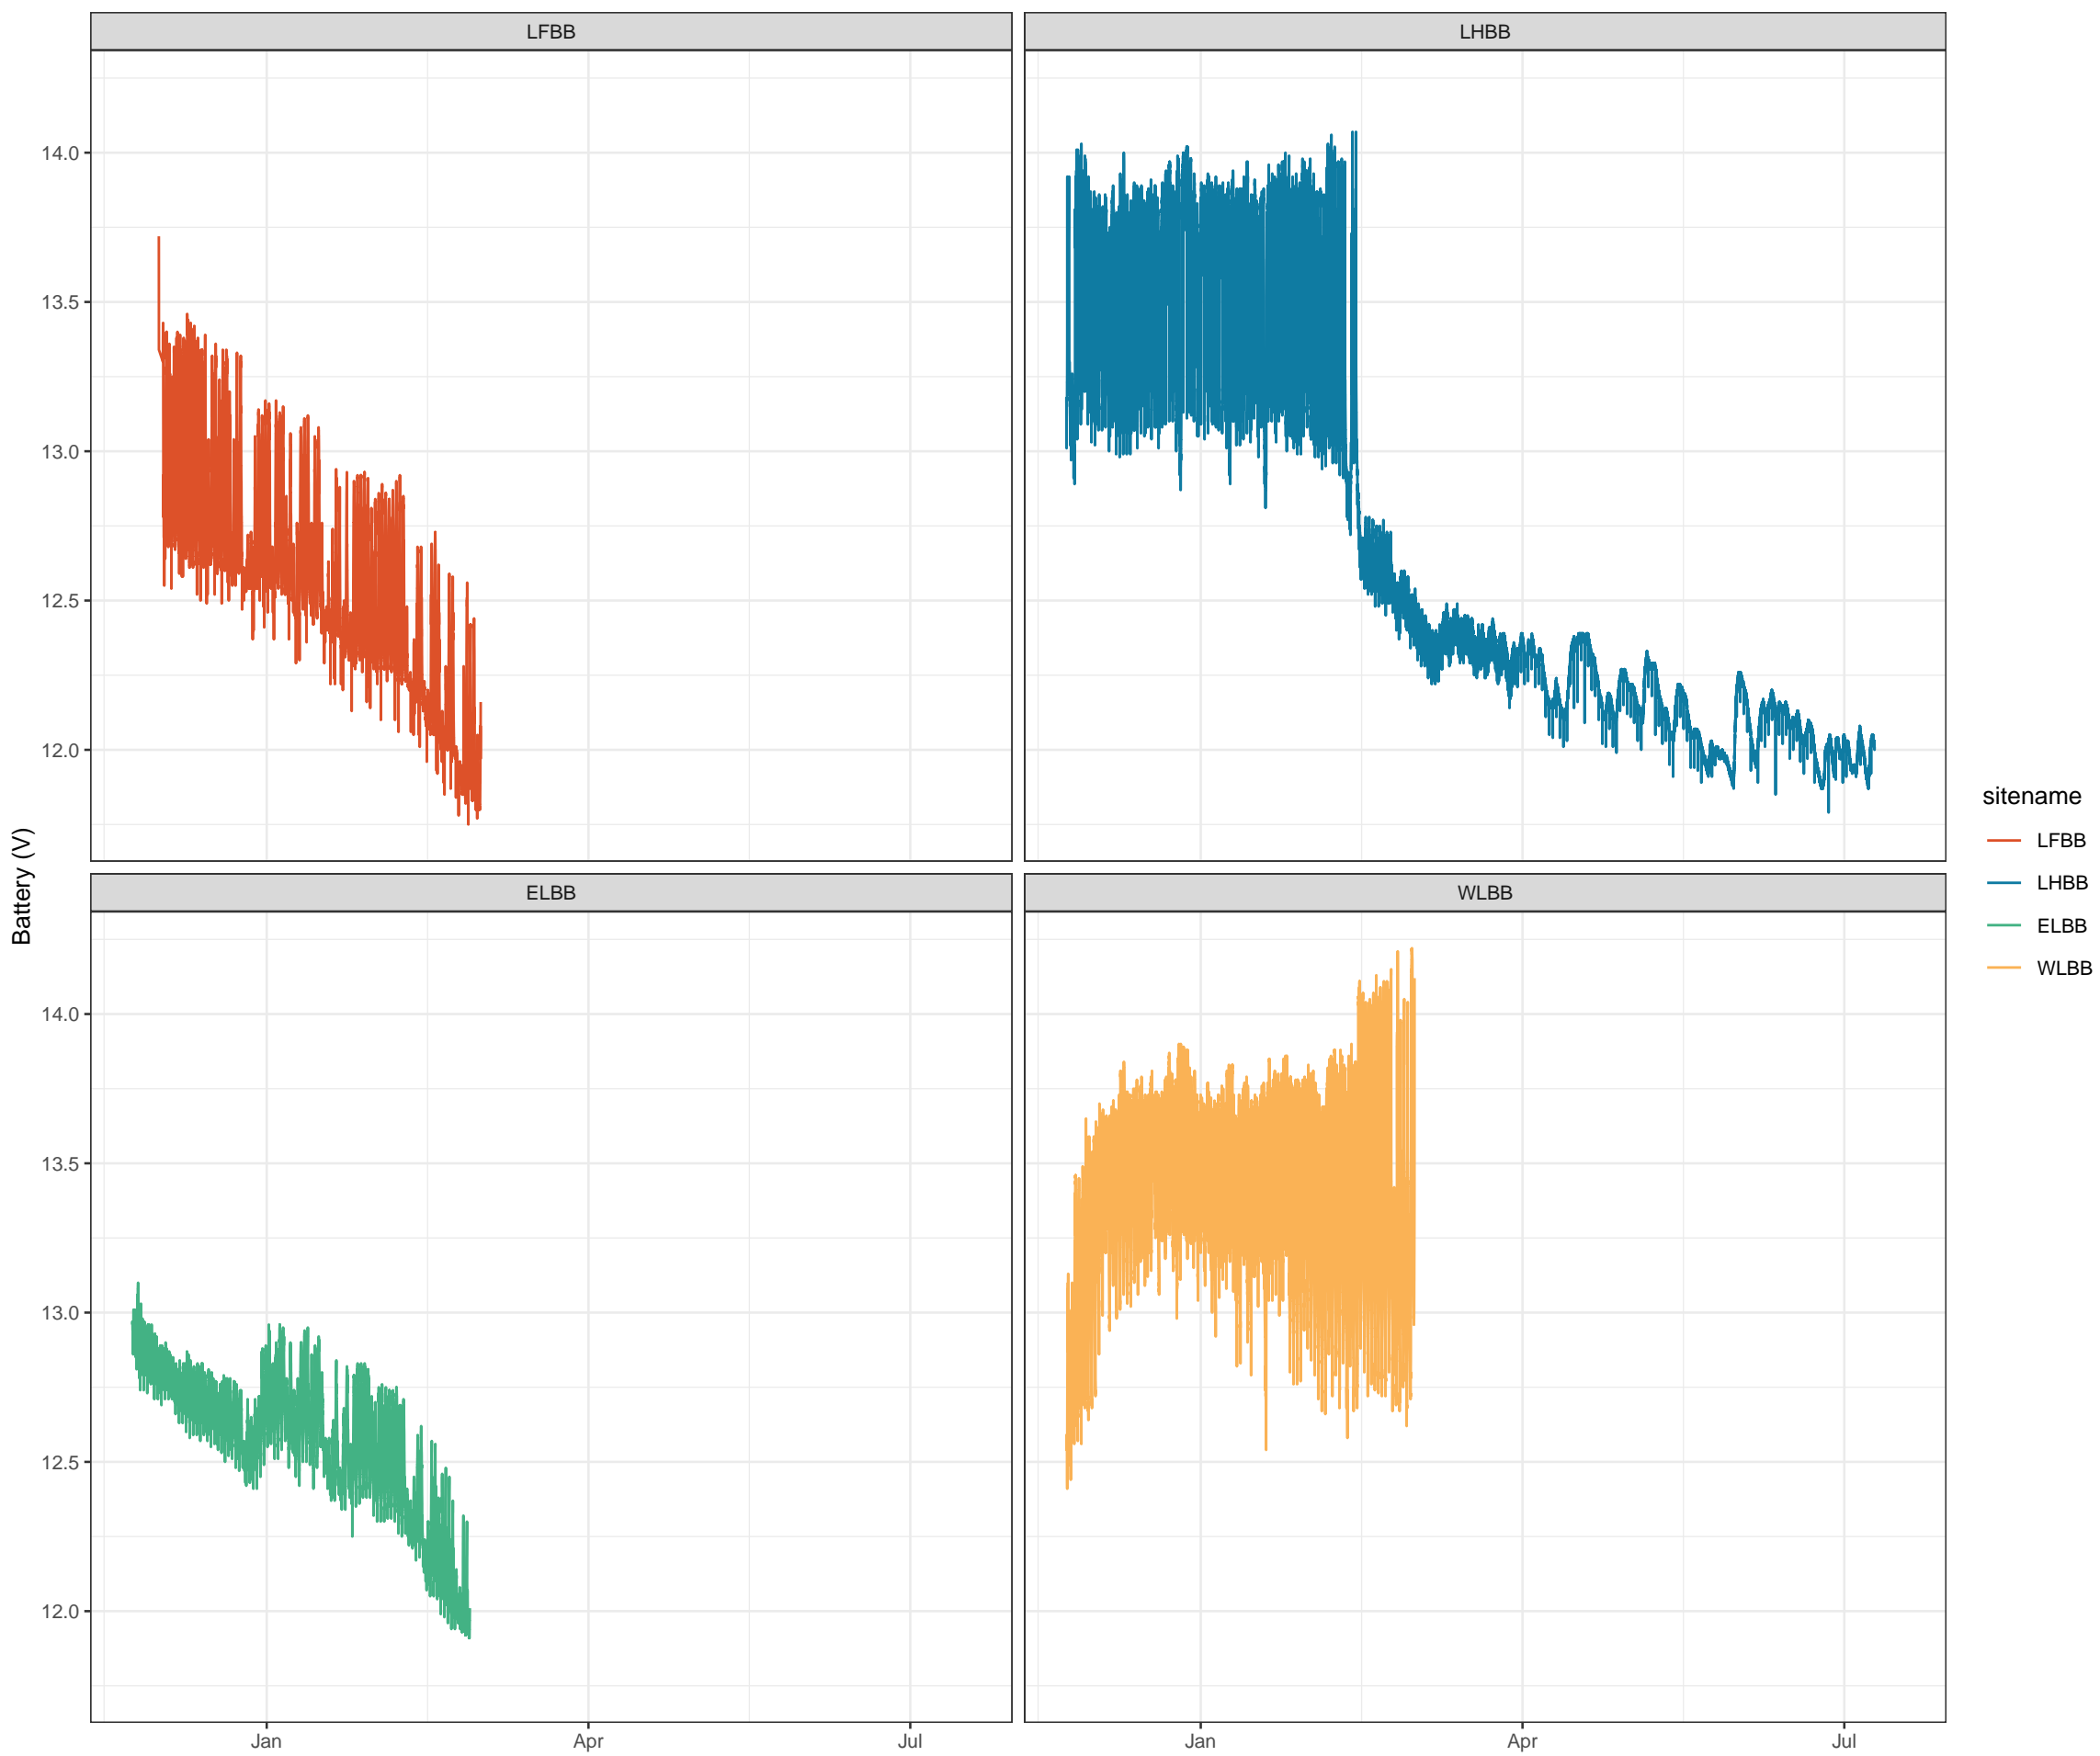 LFBB
LHBB
14.0
13.5
13.0
12.5
12.0
ELBB
WLBB
14.0
13.5
13.0
12.5
12.0
Jan
Apr
Jul
Jan
Apr
Jul
Battery (V)
sitename
LFBB
LHBB
ELBB
WLBB